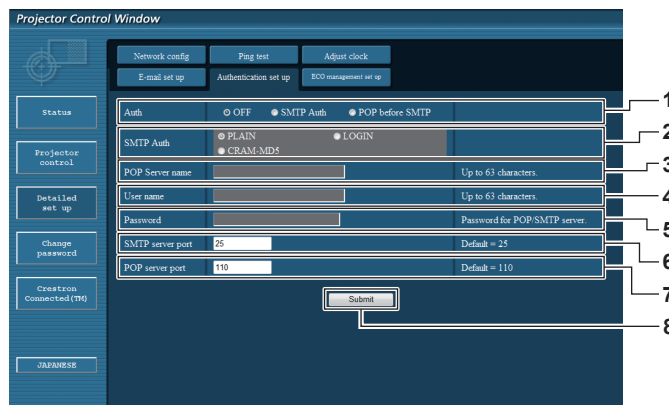 Projector Control Window
Network config Ping test Adjust clock
E-mail set up Authentication set up ECO management set up
Status
Projector
control
Detailed
set up
Change
password
Crestron
Connected(TM)
JAPANESE
Auth OFF SMTP Auth POP before SMTP 1
SMTP Auth PLAIN LOGIN 2
CRAM-MD5
POP Server name Up to 63 characters. 3
User name Up to 63 characters. 4
Password Password for POP/SMTP server. 5
SMTP server port 25 Default = 25 6
POP server port 110 Default = 110 7
Submit 8